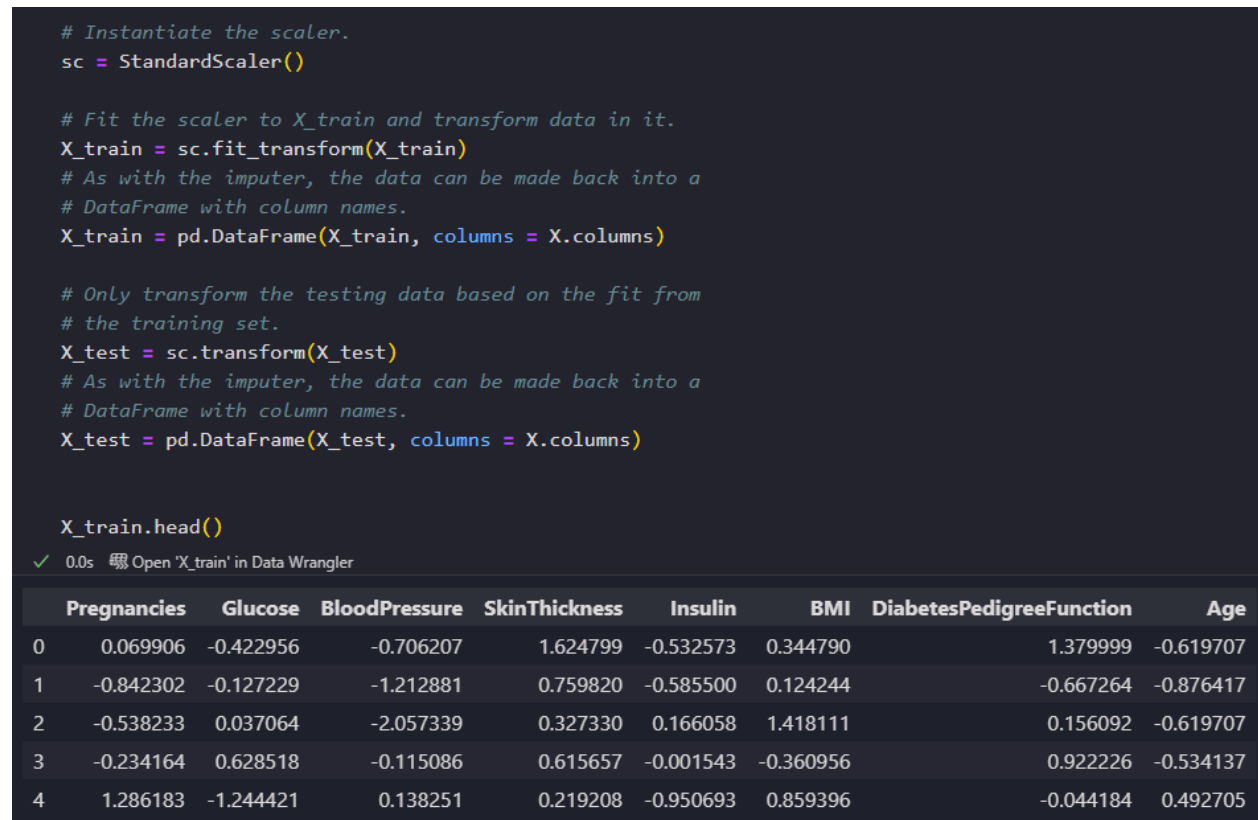 # Instantiate the scaler.
sc = StandardScaler()
# Fit the scaler to X_train and transform data in it.
X_train = sc.fit_transform(X_train)
# As with the imputer, the data can be made back into a
# DataFrame with column names.
X_train = pd.DataFrame(X_train, columns = X.columns)
# Only transform the testing data based on the fit from
# the training set.
X_test = sc.transform(X_test)
# As with the imputer, the data can be made back into a
# DataFrame with column names.
X_test = pd.DataFrame(X_test, columns = X.columns)
X_train.head()
✓ 0.0s Open 'X_train' in Data Wrangler
Pregnancies Glucose BloodPressure SkinThickness Insulin BMI DiabetesPedigreeFunction Age
0 0.069906 -0.422956 -0.706207 1.624799 -0.532573 0.344790 1.379999 -0.619707
1 -0.842302 -0.127229 -1.212881 0.759820 -0.585500 0.124244 -0.667264 -0.876417
2 -0.538233 0.037064 -2.057339 0.327330 0.166058 1.418111 0.156092 -0.619707
3 -0.234164 0.628518 -0.115086 0.615657 -0.001543 -0.360956 0.922226 -0.534137
4 1.286183 -1.244421 0.138251 0.219208 -0.950693 0.859396 -0.044184 0.492705